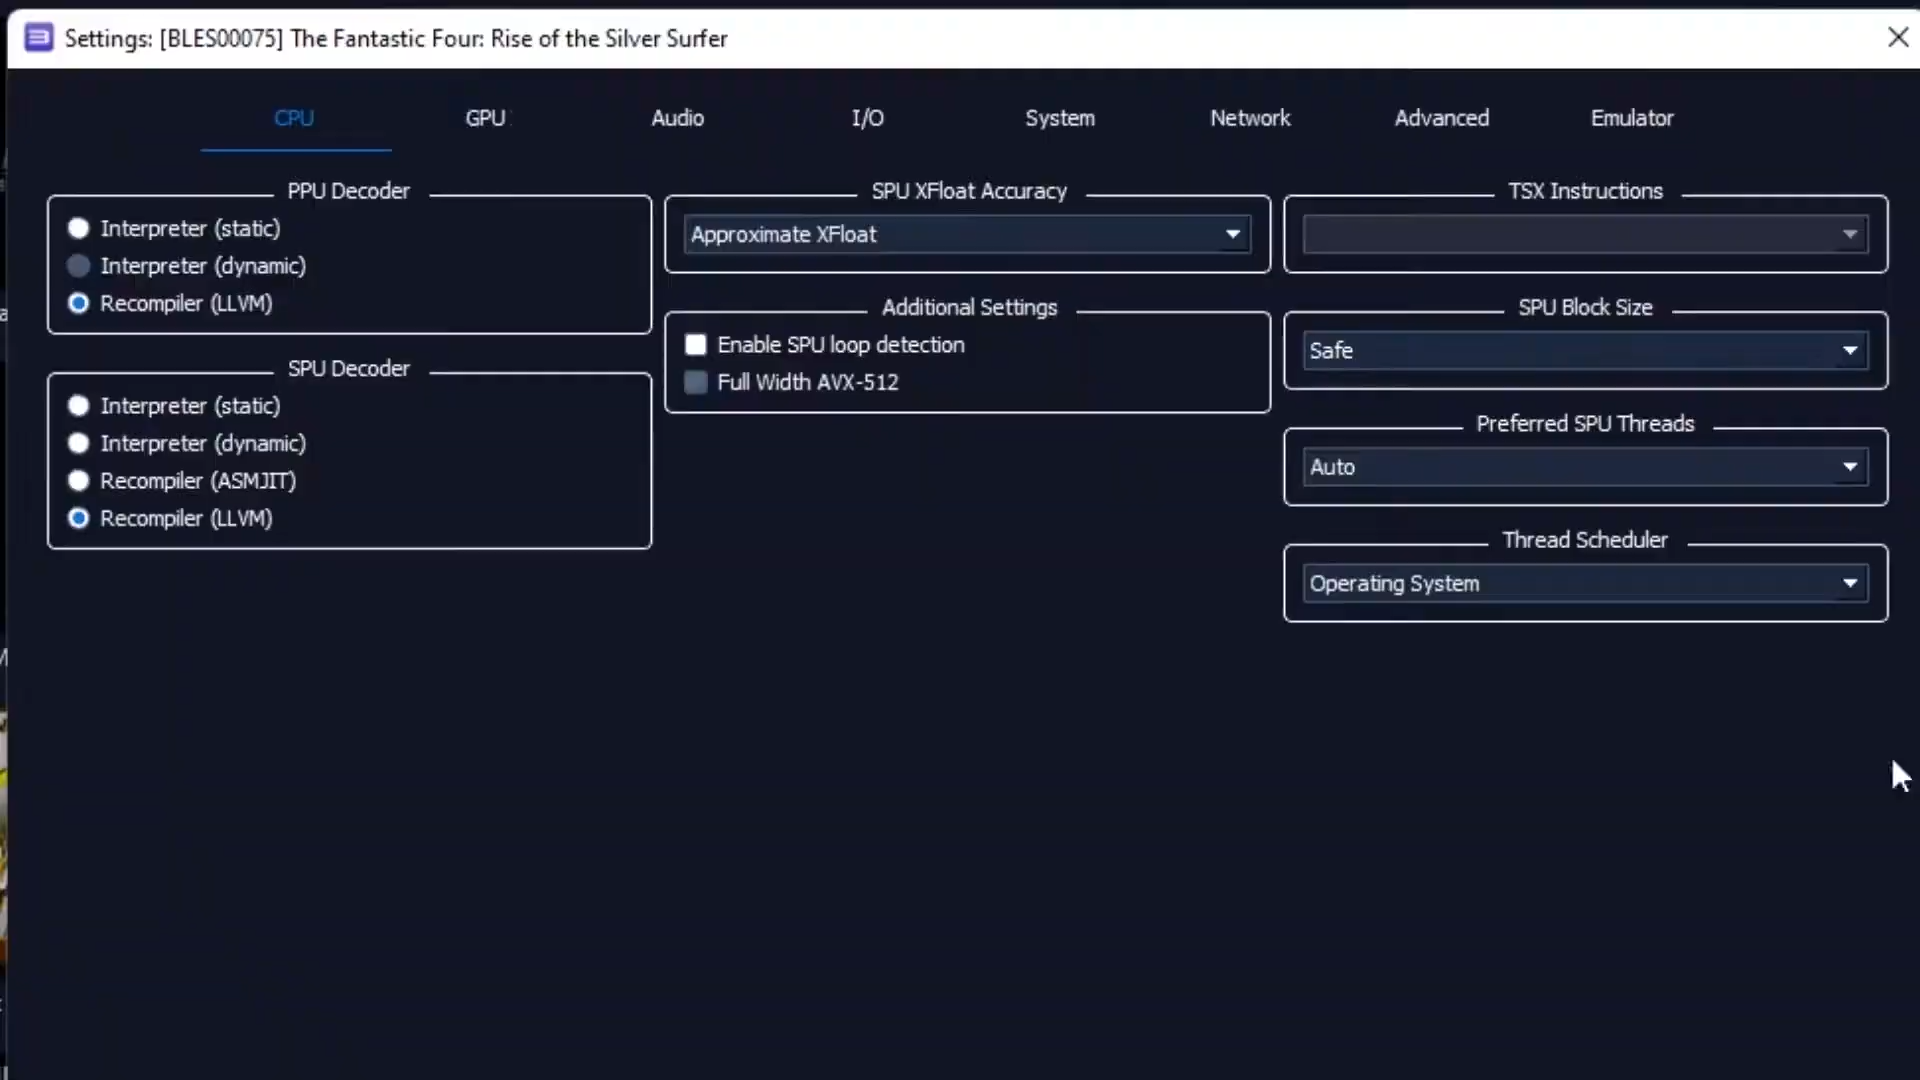 Settings: [BLES00075] The Fantastic Four: Rise of the Silver Surfer
CPU GPU Audio I/O System Network Advanced Emulator
PPU Decoder
Interpreter (static)
Interpreter (dynamic)
Recompiler (LLVM)
SPU Decoder
Interpreter (static)
Interpreter (dynamic)
Recompiler (ASMJIT)
Recompiler (LLVM)
SPU XFloat Accuracy
Approximate XFloat
Additional Settings
Enable SPU loop detection
Full Width AVX-512
TSX Instructions
SPU Block Size
Safe
Preferred SPU Threads
Auto
Thread Scheduler
Operating System